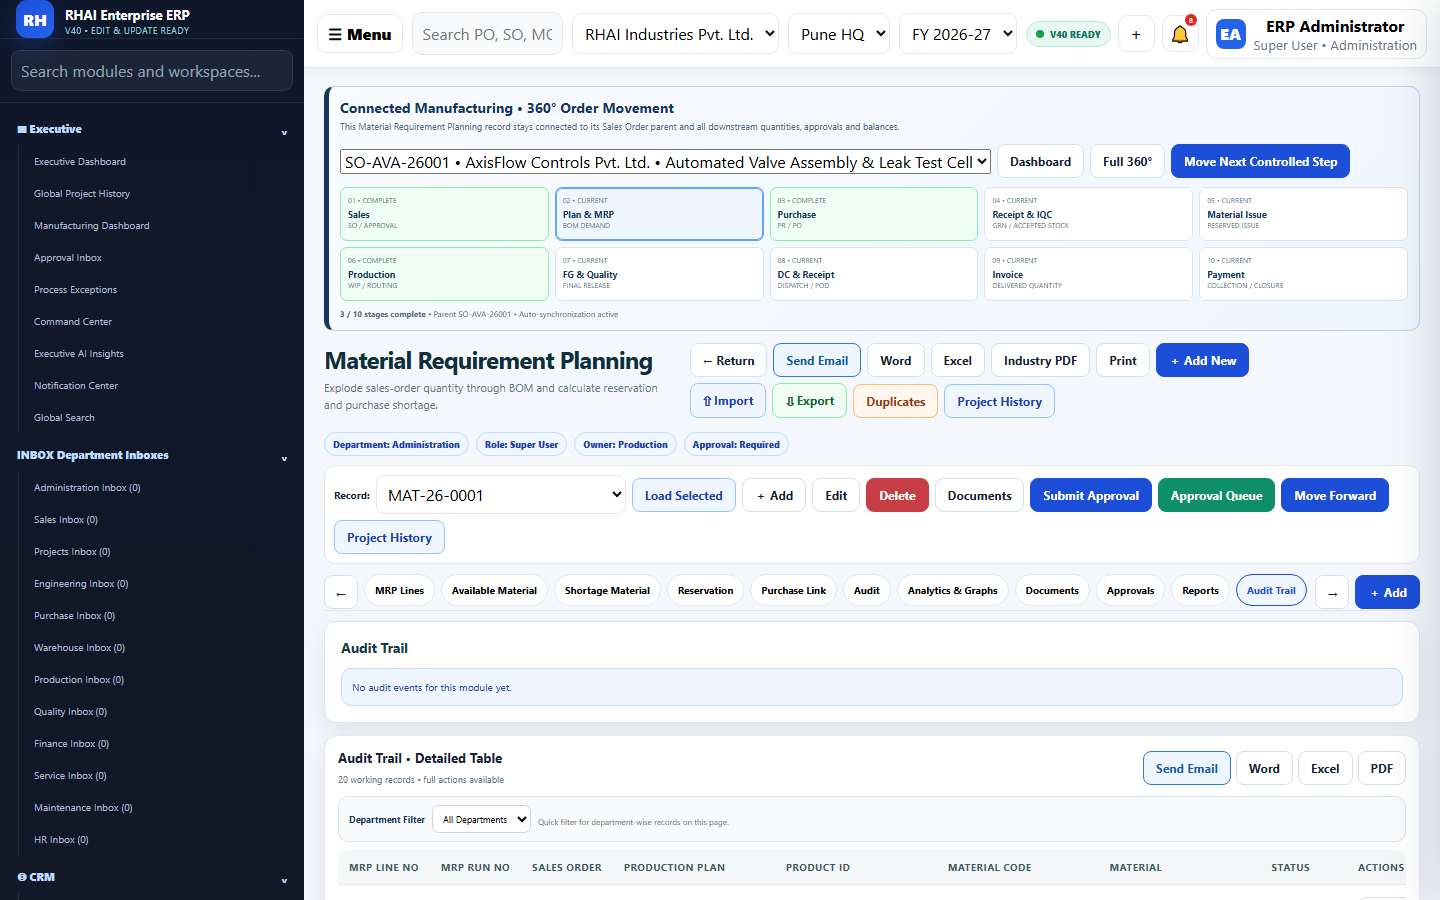 RH
RHAI Enterprise ERP
V40 • EDIT & UPDATE READY
Search modules and workspaces...
Executive
Executive Dashboard
Global Project History
Manufacturing Dashboard
Approval Inbox
Process Exceptions
Command Center
Executive AI Insights
Notification Center
Global Search
INBOX Department Inboxes
Administration Inbox (0)
Sales Inbox (0)
Projects Inbox (0)
Engineering Inbox (0)
Purchase Inbox (0)
Warehouse Inbox (0)
Production Inbox (0)
Quality Inbox (0)
Finance Inbox (0)
Service Inbox (0)
Maintenance Inbox (0)
HR Inbox (0)
CRM
☰ Menu
Search PO, SO, MO
RHAI Industries Pvt. Ltd.
Pune HQ
FY 2026-27
V40 READY
+
8
EA
ERP Administrator
Super User • Administration
Connected Manufacturing • 360° Order Movement
This Material Requirement Planning record stays connected to its Sales Order parent and all downstream quantities, approvals and balances.
SO-AVA-26001 • AxisFlow Controls Pvt. Ltd. • Automated Valve Assembly & Leak Test Cell
Dashboard
Full 360°
Move Next Controlled Step
01 • COMPLETE
Sales
SO / APPROVAL
02 • CURRENT
Plan & MRP
BOM DEMAND
03 • COMPLETE
Purchase
PR / PO
04 • CURRENT
Receipt & IQC
GRN / ACCEPTED STOCK
05 • CURRENT
Material Issue
RESERVED ISSUE
06 • COMPLETE
Production
WIP / ROUTING
07 • CURRENT
FG & Quality
FINAL RELEASE
08 • CURRENT
DC & Receipt
DISPATCH / POD
09 • CURRENT
Invoice
DELIVERED QUANTITY
10 • CURRENT
Payment
COLLECTION / CLOSURE
3 / 10 stages complete • Parent SO-AVA-26001 • Auto-synchronization active
Material Requirement Planning
Explode sales-order quantity through BOM and calculate reservation
and purchase shortage.
← Return
Send Email
Word
Excel
Industry PDF
Print
+ Add New
⇧ Import
⇩ Export
Duplicates
Project History
Department: Administration
Role: Super User
Owner: Production
Approval: Required
Record:
MAT-26-0001
Load Selected
+ Add
Edit
Delete
Documents
Submit Approval
Approval Queue
Move Forward
Project History
←
MRP Lines
Available Material
Shortage Material
Reservation
Purchase Link
Audit
Analytics & Graphs
Documents
Approvals
Reports
Audit Trail
→
+ Add
Audit Trail
No audit events for this module yet.
Audit Trail • Detailed Table
20 working records • full actions available
Send Email
Word
Excel
PDF
Department Filter
All Departments
Quick filter for department-wise records on this page.
MRP LINE NO
MRP RUN NO
SALES ORDER
PRODUCTION PLAN
PRODUCT ID
MATERIAL CODE
MATERIAL
STATUS
ACTIONS